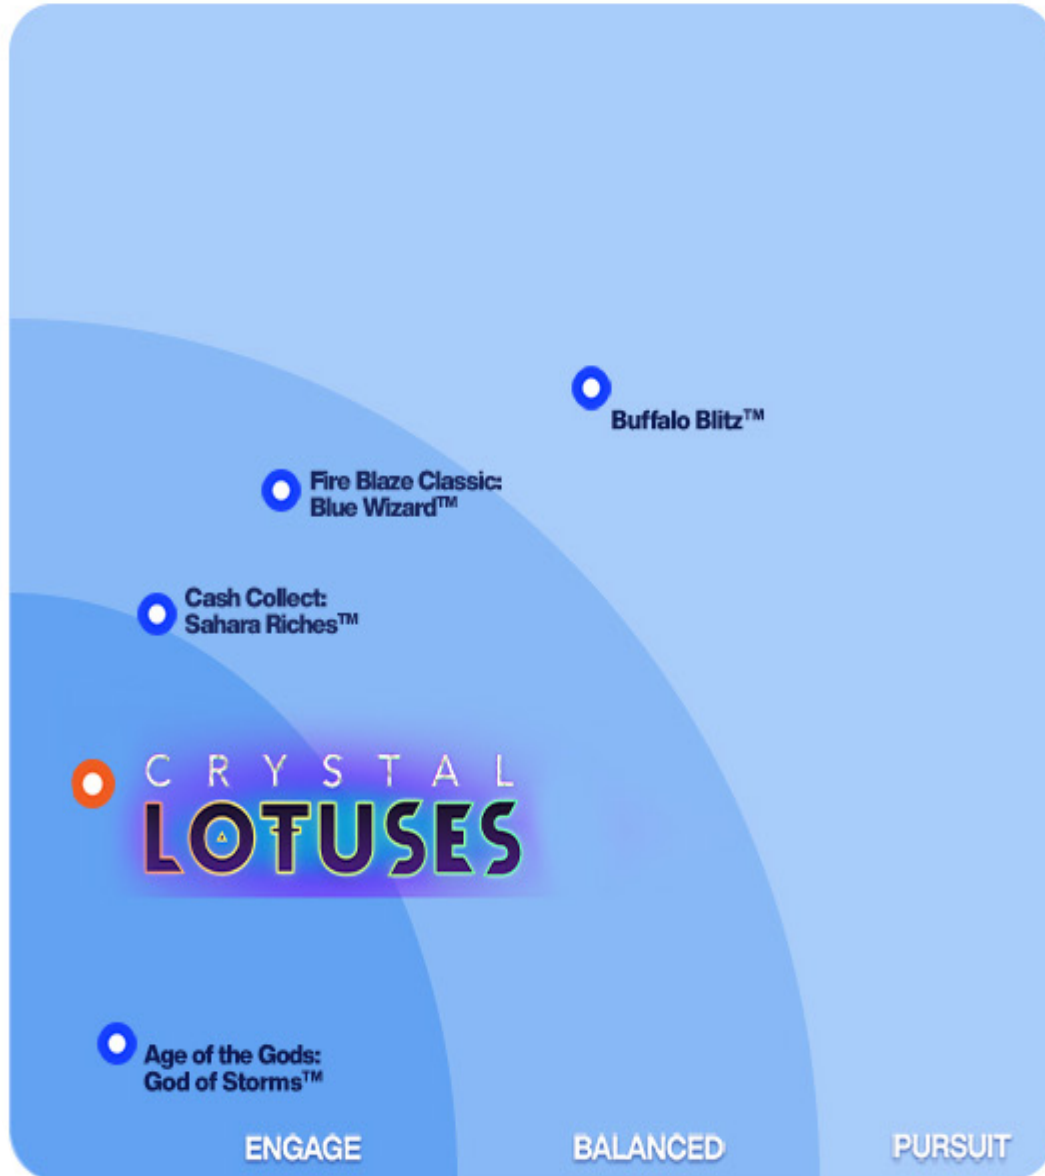 Buffalo Blitz™
Fire Blaze Classic:
Blue Wizard™
Cash Collect:
Sahara Riches™
CRYSTAL
LOTUSES
Age of the Gods:
God of Storms™
ENGAGE
BALANCED
PURSUIT